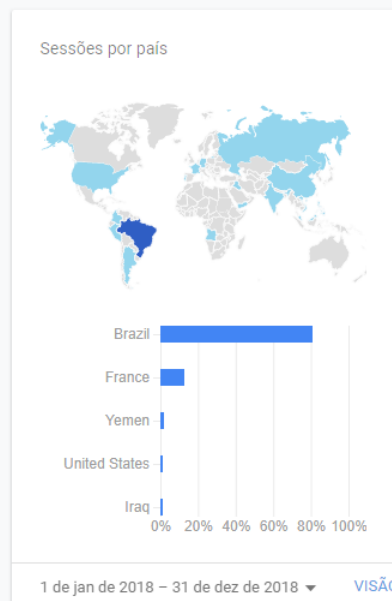 Sessões por país
Brazil
France
Yemen
United States
Iraq
0% 20% 40% 60% 80% 100%
1 de jan de 2018 – 31 de dez de 2018